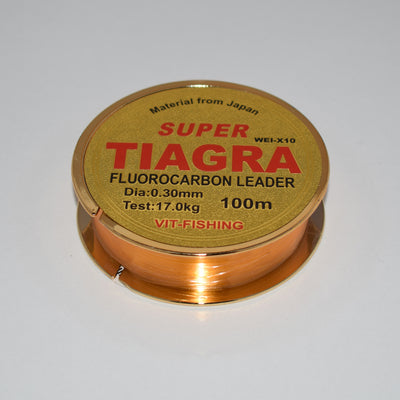 Material from Japan
SUPER
WEI-X10
TIAGRA
FLUOROCARBON LEADER
Dia:0.30mm
Test:17.0kg 100m
VIT-FISHING